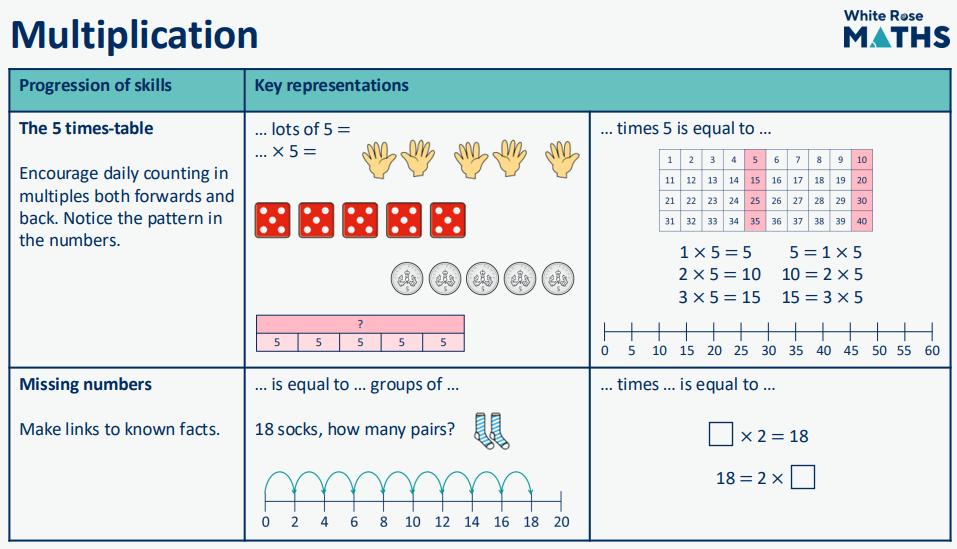 Multiplication
White Rose
MATHS
Progression of skills
Key representations
The 5 times-table
Encourage daily counting in
multiples both forwards and
back. Notice the pattern in
the numbers.
... lots of 5 =
... × 5 =
5 5 5 5 5
?
5 5 5 5 5
... times 5 is equal to ...
1 2 3 4 5 6 7 8 9 10
11 12 13 14 15 16 17 18 19 20
21 22 23 24 25 26 27 28 29 30
31 32 33 34 35 36 37 38 39 40
1 × 5 = 5 5 = 1 × 5
2 × 5 = 10 10 = 2 × 5
3 × 5 = 15 15 = 3 × 5
0 5 10 15 20 25 30 35 40 45 50 55 60
Missing numbers
Make links to known facts.
... is equal to ... groups of ...
18 socks, how many pairs?
0 2 4 6 8 10 12 14 16 18 20
... times ... is equal to ...
× 2 = 18
18 = 2 ×